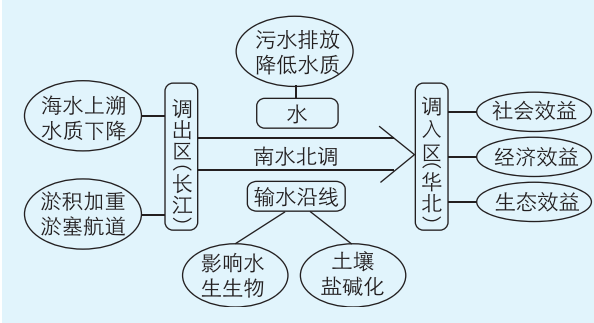 污水排放
降低水质
海水上溯
水质下降
调出区(长江)
水
调入区(华北)
社会效益
南水北调
经济效益
淤积加重
淤塞航道
输水沿线
生态效益
影响水
生生物
土壤
盐碱化